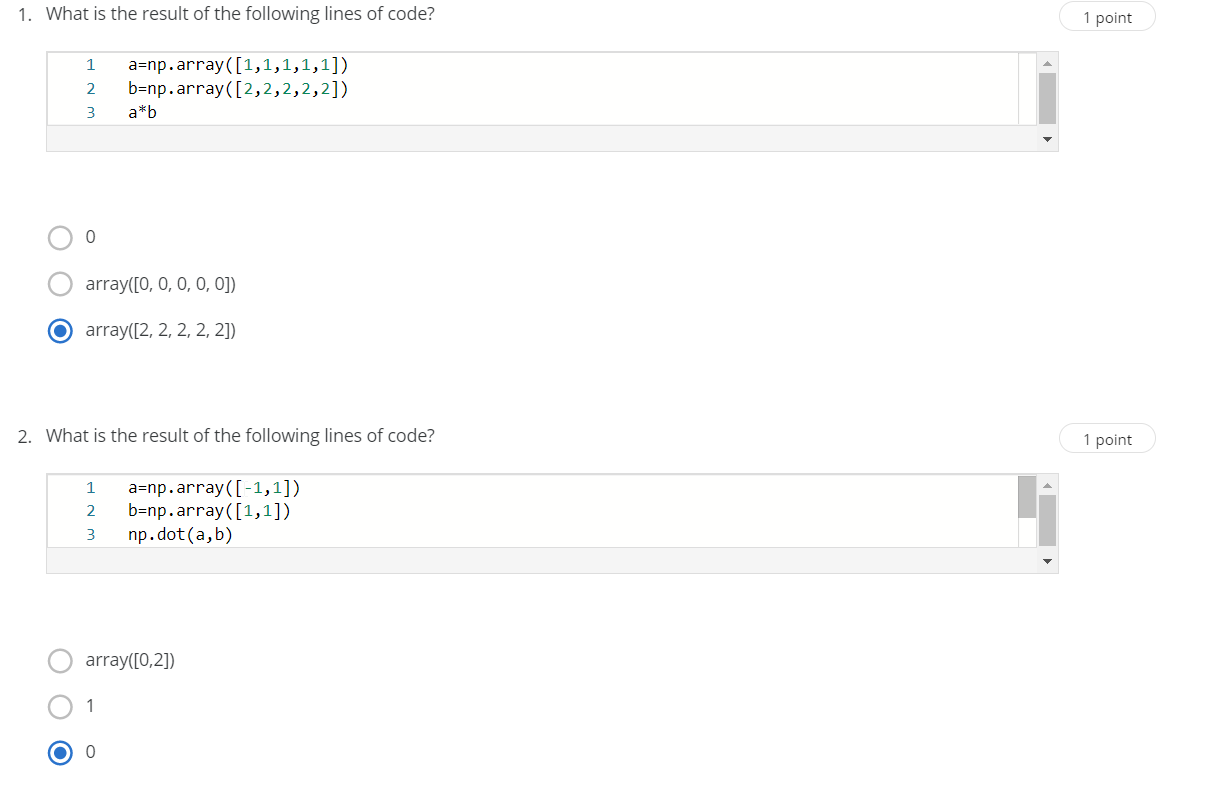 1. What is the result of the following lines of code?
1 point
1 a=np.array([1,1,1,1,1])
2 b=np.array([2,2,2,2,2])
3 a*b
0
array([0, 0, 0, 0, 0])
array([2, 2, 2, 2, 2])
2. What is the result of the following lines of code?
1 point
1 a=np.array([-1,1])
2 b=np.array([1,1])
3 np.dot(a,b)
array([0,2])
1
0